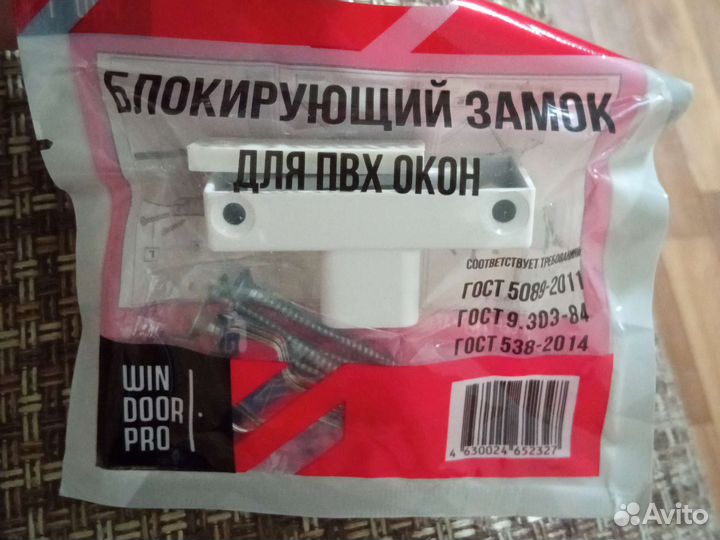 БЛОКИРУЮЩИЙ ЗАМОК
ДЛЯ ПВХ ОКОН
СООТВЕТСТВУЕТ ТРЕБОВАНИЯМ
ГОСТ 5089-2011
ГОСТ 9.303-84
ГОСТ 538-2014
WIN
DOOR
PRO
4 630024 652327
Avito